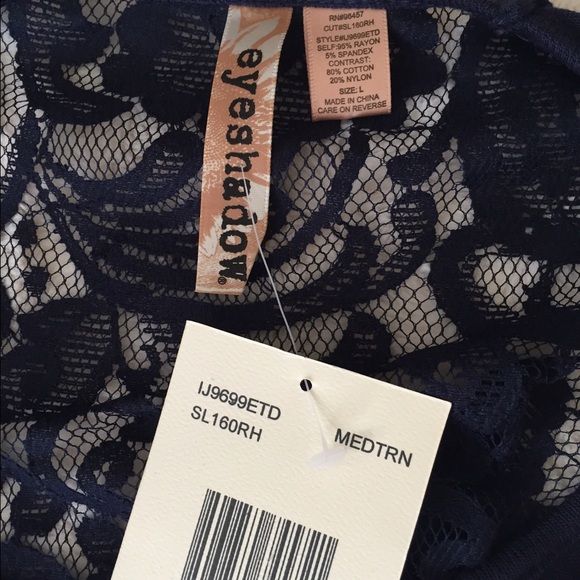 eyeshadow®
RN#96457
CUT#SL160RH
STYLE#IJ9699ETD
SELF:95% RAYON
5% SPANDEX
CONTRAST:
80% COTTON
20% NYLON
SIZE: L
MADE IN CHINA
CARE ON REVERSE
IJ9699ETD
SL160RH
MEDTRN